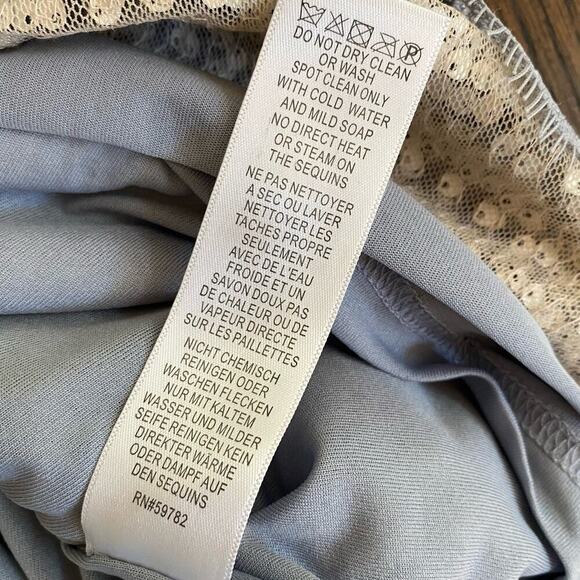 DO NOT DRY CLEAN
OR WASH
SPOT CLEAN ONLY
WITH COLD WATER
AND MILD SOAP
NO DIRECT HEAT
OR STEAM ON
THE SEQUINS
NE PAS NETTOYER
A SEC OU LAVER
NETTOYER LES
TACHES PROPRE
SEULEMENT
AVEC DE L'EAU
FROIDE ET UN
SAVON DOUX PAS
DE CHALEUR OU DE
VAPEUR DIRECTE
SUR LES PAILLETTES
NICHT CHEMISCH
REINIGEN ODER
WASCHEN FLECKEN
NUR MIT KALTEM
WASSER UND MILDER
SEIFE REINIGEN KEIN
DIREKTER WÄRME
ODER DAMPF AUF
DEN SEQUINS
RN#59782